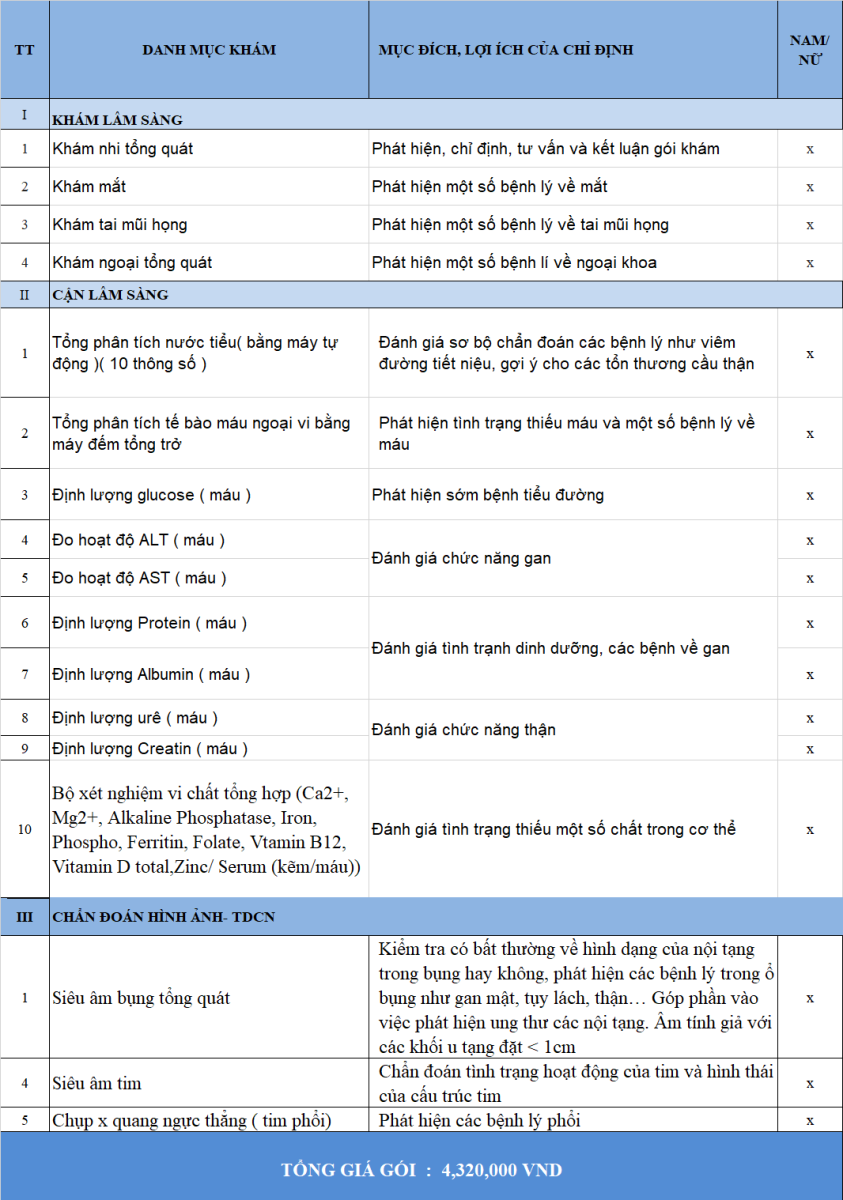 TT
DANH MỤC KHÁM
MỤC ĐÍCH, LỢI ÍCH CỦA CHỈ ĐỊNH
NAM/
NỮ
I
KHÁM LÂM SÀNG
1
Khám nhi tổng quát
Phát hiện, chỉ định, tư vấn và kết luận gói khám
x
2
Khám mắt
Phát hiện một số bệnh lý về mắt
x
3
Khám tai mũi họng
Phát hiện một số bệnh lý về tai mũi họng
x
4
Khám ngoại tổng quát
Phát hiện một số bệnh lí về ngoại khoa
x
II
CẬN LÂM SÀNG
1
Tổng phân tích nước tiểu( bằng máy tự
động )( 10 thông số )
Đánh giá sơ bộ chẩn đoán các bệnh lý như viêm
đường tiết niệu, gợi ý cho các tổn thương cầu thận
x
2
Tổng phân tích tế bào máu ngoại vi bằng
máy đếm tổng trở
Phát hiện tình trạng thiếu máu và một số bệnh lý về
máu
x
3
Định lượng glucose ( máu )
Phát hiện sớm bệnh tiểu đường
x
4
Đo hoạt độ ALT ( máu )
Đánh giá chức năng gan
x
5
Đo hoạt độ AST ( máu )
x
6
Định lượng Protein ( máu )
Đánh giá tình trạnh dinh dưỡng, các bệnh về gan
x
7
Định lượng Albumin ( máu )
x
8
Định lượng urê ( máu )
Đánh giá chức năng thận
x
9
Định lượng Creatin ( máu )
x
10
Bộ xét nghiệm vi chất tổng hợp (Ca2+,
Mg2+, Alkaline Phosphatase, Iron,
Phospho, Ferritin, Folate, Vtamin B12,
Vitamin D total,Zinc/ Serum (kẽm/máu))
Đánh giá tình trạng thiếu một số chất trong cơ thể
x
III
CHẨN ĐOÁN HÌNH ẢNH- TDCN
1
Siêu âm bụng tổng quát
Kiểm tra có bất thường về hình dạng của nội tạng
trong bụng hay không, phát hiện các bệnh lý trong ổ
bụng như gan mật, tụy lách, thận… Góp phần vào
việc phát hiện ung thư các nội tạng. Âm tính giả với
các khối u tạng đặt < 1cm
x
4
Siêu âm tim
Chẩn đoán tình trạng hoạt động của tim và hình thái
của cấu trúc tim
x
5
Chụp x quang ngực thẳng ( tim phổi)
Phát hiện các bệnh lý phổi
x
TỔNG GIÁ GÓI : 4,320,000 VND